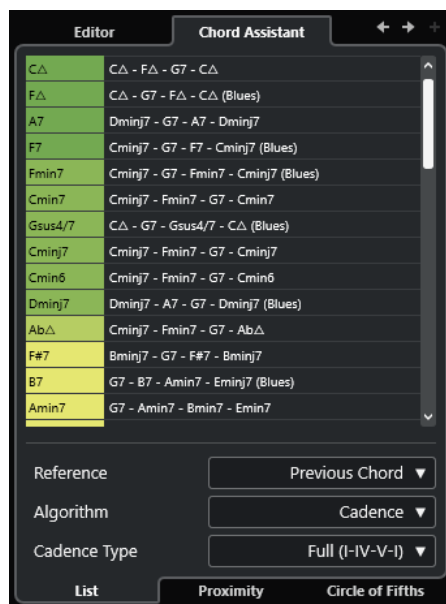 Editor Chord Assistant
C△ C△ - F△ - G7 - C△
F△ C△ - G7 - F△ - C△ (Blues)
A7 Dminj7 - G7 - A7 - Dminj7
F7 Cminj7 - G7 - F7 - Cminj7 (Blues)
Fmin7 Cminj7 - G7 - Fmin7 - Cminj7 (Blues)
Cmin7 Cminj7 - Fmin7 - G7 - Cmin7
Gsus4/7 C△ - G7 - Gsus4/7 - C△ (Blues)
Cminj7 Cminj7 - Fmin7 - G7 - Cminj7
Cmin6 Cminj7 - Fmin7 - G7 - Cmin6
Dminj7 Dminj7 - A7 - G7 - Dminj7 (Blues)
Ab△ Cminj7 - Fmin7 - G7 - Ab△
F#7 Bminj7 - G7 - F#7 - Bminj7
B7 G7 - B7 - Amin7 - Eminj7 (Blues)
Amin7 G7 - Amin7 - Bmin7 - Emin7
Reference Previous Chord
Algorithm Cadence
Cadence Type Full (I-IV-V-I)
List Proximity Circle of Fifths